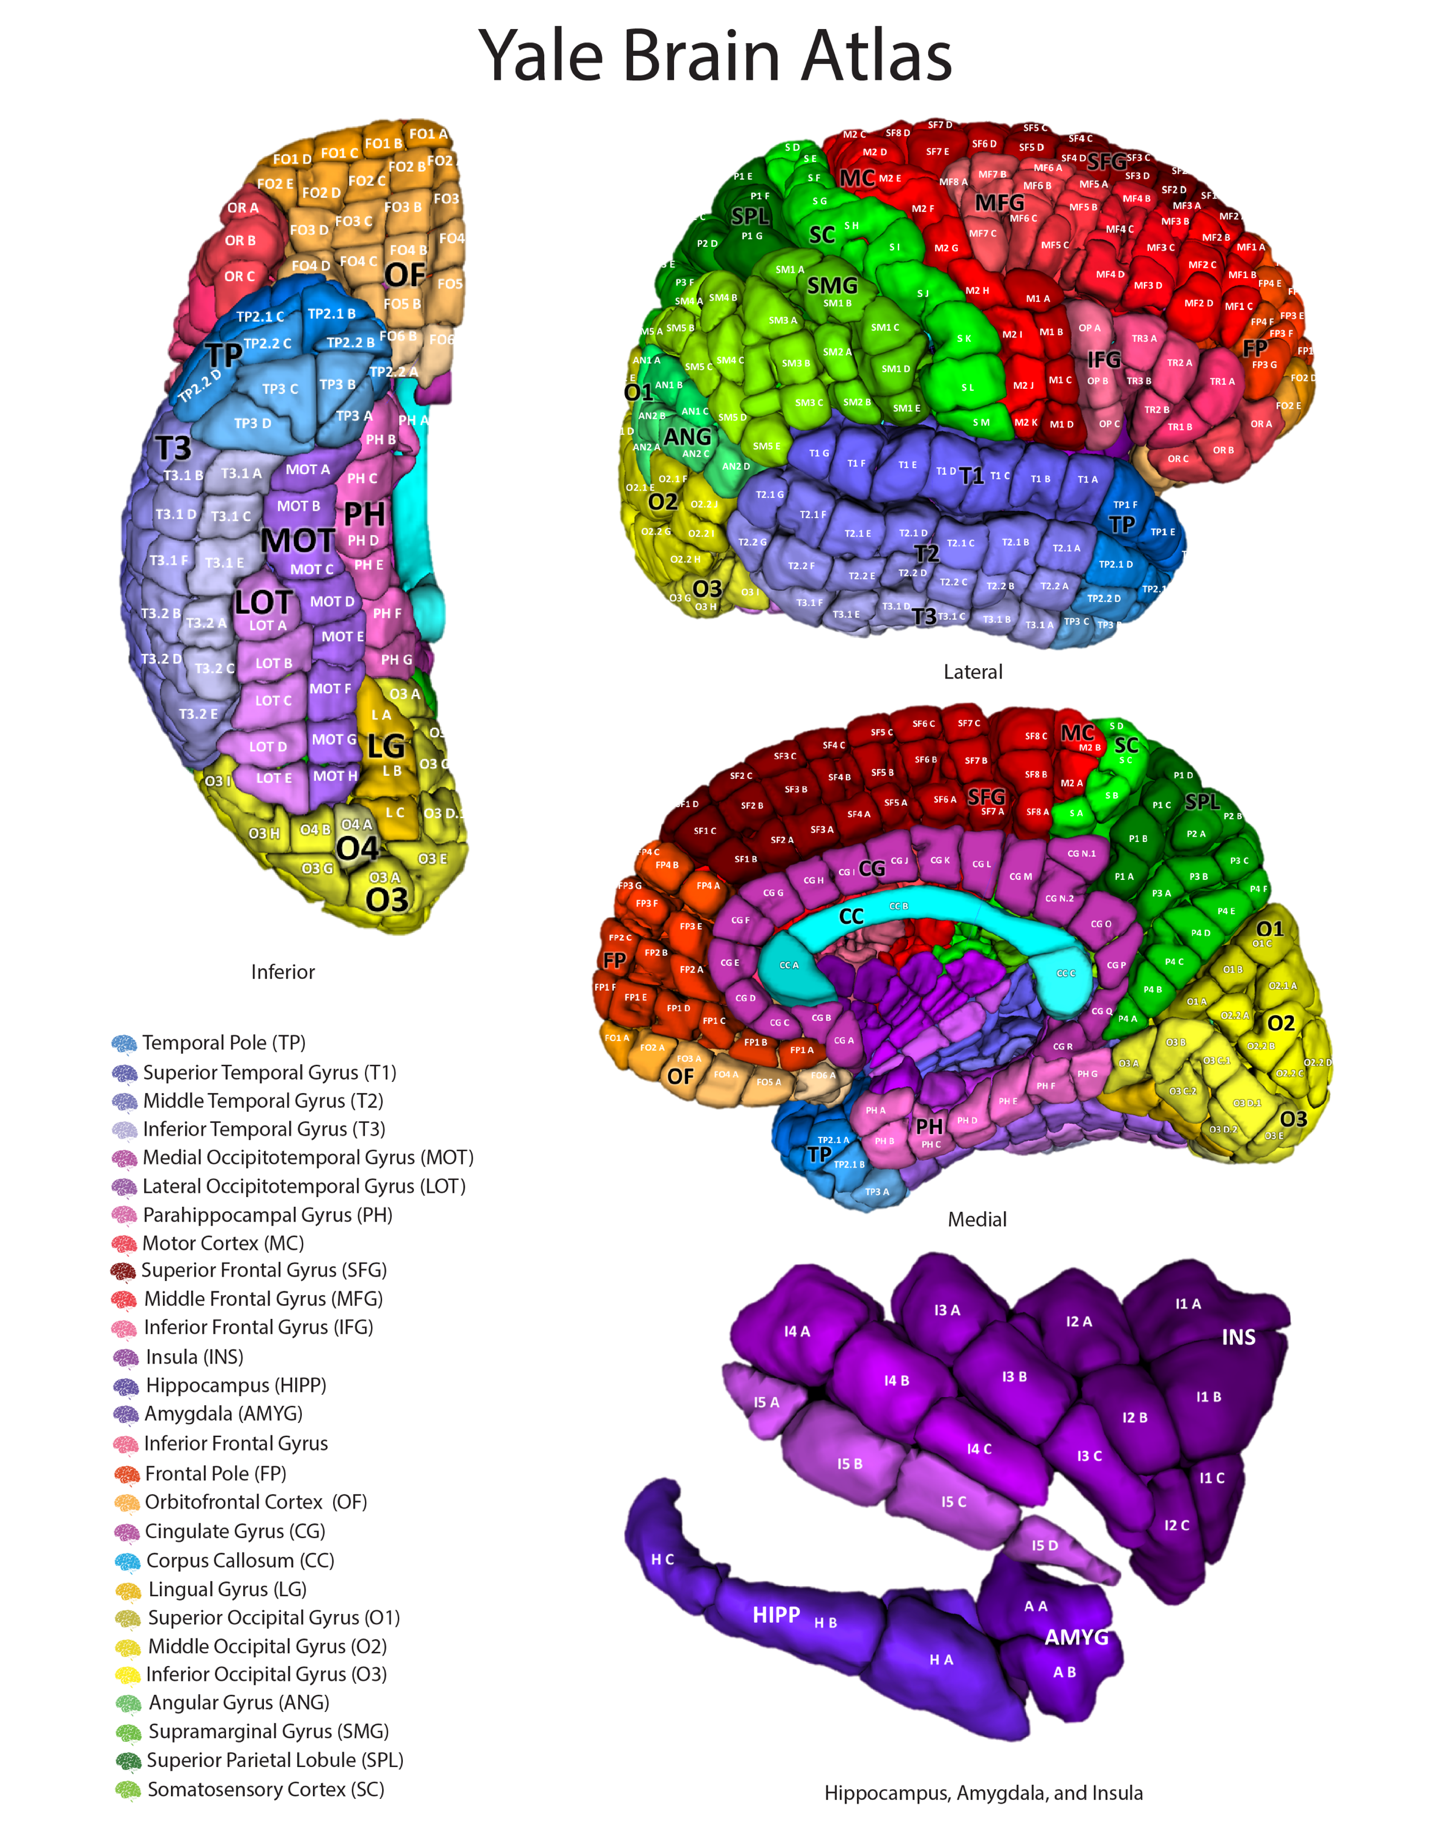 Yale Brain Atlas
FO1 A
FO1 B
FO1 C
FO1 D
FO2 B
FO2 C
FO2 D
FO2 E
OR A
FO3 B
FO3 C
FO3 D
OR B
FO4 B
FO4 C
FO4 D
OR C
OF
FO5 B
TP2.1 C
TP2.1 B
TP
TP2.2 C
TP2.2 B
FO6 B
TP2.2 D
TP2.2 A
TP3 C
TP3 B
TP3 D
TP3 A
PH A
PH B
T3
T3.1 B
T3.1 A
MOT A
PH C
T3.1 D
T3.1 C
MOT B
PH
MOT
PH D
T3.1 F
T3.1 E
MOT C
PH E
LOT
MOT D
T3.2 B
T3.2 A
LOT A
PH F
MOT E
T3.2 D
T3.2 C
LOT B
PH G
MOT F
LOT C
O3 A
T3.2 E
L A
LOT D
MOT G
LG
LOT E
MOT H
L B
O3 I
L C
O3 H
O4 B
O4 A
O4
O3 G
O3 E
O3 A
O3
Inferior
M2 C
SF8 D
SF7 D
SF5 C
SF4 C
S D
S E
M2 D
SF7 E
SF6 D
SF5 D
SF4 D
SFG
SF3 C
P1 E
S F
MC
M2 E
MF8 A
MF7 B
MF6 A
MF6 B
MF5 A
SF3 D
SF2 D
P1 F
S G
M2 F
MFG
MF6 C
MF5 B
MF4 B
MF3 A
SPL
SC
S H
MF7 C
MF5 C
MF4 C
MF3 B
MF2 B
P2 D
P1 G
S I
M2 G
MF3 C
MF2 C
MF1 A
SM1 A
SMG
MF4 D
MF3 D
MF1 B
P3 F
SM4 A
SM4 B
SM1 B
S J
M2 H
M1 A
MF2 D
MF1 C
FP4 E
FP3 E
SM5 B
SM3 A
SM1 C
S K
M2 I
M1 B
OP A
TR3 A
FP4 F
FP3 F
AN1 A
SM4 C
SM2 A
IFG
TR2 A
FP
SM5 C
SM3 B
SM1 D
FP3 G
O1
AN1 B
S L
M2 J
M1 C
OP B
TR3 B
TR1 A
FO2 E
AN2 B
AN1 C
SM5 D
SM3 C
SM2 B
SM1 E
S M
M2 K
M1 D
OP C
TR2 B
TR1 B
OR A
ANG
AN2 A
AN2 C
AN2 D
SM5 E
T1 G
T1 F
T1 E
T1 D
T1
T1 C
T1 B
T1 A
OR C
OR B
O2.1 E
O2.1 F
O2
O2.2 J
T2.1 G
T2.1 F
TP1 F
TP
TP1 E
O2.2 G
O2.2 I
T2.2 G
T2.1 E
T2.1 D
T2
T2.1 C
T2.1 B
T2.1 A
O2.2 H
T2.2 F
T2.2 E
T2.2 D
T2.2 C
T2.2 B
T2.2 A
TP2.1 D
O3
O3 G
O3 H
O3 I
T3.1 F
T3.1 E
T3.1 D
T3
T3.1 C
T3.1 B
T3.1 A
TP2.2 D
TP3 C
Lateral
SF3 C
SF4 C
SF5 C
SF6 C
SF7 C
SF8 C
MC
M2 B
S D
SC
S C
SF2 C
SF3 B
SF4 B
SF5 B
SF6 B
SF7 B
SF8 B
M2 A
S B
P1 D
SF1 D
SF2 B
SF3 A
SF4 A
SF5 A
SF6 A
SFG
SF7 A
SF8 A
S A
P1 C
SPL
P2 B
SF1 C
SF2 A
P1 B
P2 A
FP4 C
FP4 B
SF1 B
CG H
CG I
CG
CG J
CG K
CG L
CG M
CG N.1
P1 A
P3 B
P3 C
FP3 G
FP3 F
FP4 A
CG G
CC
CC B
CG N.2
P3 A
P4 F
FP2 C
FP3 E
CG F
CG O
P4 E
FP
FP2 B
P4 D
O1
O1 C
FP2 A
CG E
CC A
CC C
CG P
P4 C
O1 B
FP1 F
FP1 E
FP1 D
CG D
P4 B
O1 A
O2.1 A
FP1 C
CG C
CG B
CG Q
P4 A
O2.2 A
O2
FO1 A
FO2 A
FP1 B
FP1 A
CG A
CG R
O3 B
O2.2 B
FO3 A
OF
FO4 A
FO5 A
FO6 A
PH G
O3 A
O3 C.1
O2.2 C
O2.2 D
PH F
O3 C.2
PH A
PH E
O3 D.1
PH
PH D
O3
TP2.1 A
PH B
PH C
O3 D.2
O3 E
TP
TP2.1 B
TP3 A
Medial
I4 A
I3 A
I2 A
I1 A
INS
I4 B
I3 B
I1 B
I5 A
I2 B
I5 B
I4 C
I3 C
I1 C
I5 C
I2 C
I5 D
H C
HIPP
H B
A A
AMYG
H A
A B
Hippocampus, Amygdala, and Insula
Temporal Pole (TP)
Superior Temporal Gyrus (T1)
Middle Temporal Gyrus (T2)
Inferior Temporal Gyrus (T3)
Medial Occipitotemporal Gyrus (MOT)
Lateral Occipitotemporal Gyrus (LOT)
Parahippocampal Gyrus (PH)
Motor Cortex (MC)
Superior Frontal Gyrus (SFG)
Middle Frontal Gyrus (MFG)
Inferior Frontal Gyrus (IFG)
Insula (INS)
Hippocampus (HIPP)
Amygdala (AMYG)
Inferior Frontal Gyrus
Frontal Pole (FP)
Orbitofrontal Cortex (OF)
Cingulate Gyrus (CG)
Corpus Callosum (CC)
Lingual Gyrus (LG)
Superior Occipital Gyrus (O1)
Middle Occipital Gyrus (O2)
Inferior Occipital Gyrus (O3)
Angular Gyrus (ANG)
Supramarginal Gyrus (SMG)
Superior Parietal Lobule (SPL)
Somatosensory Cortex (SC)